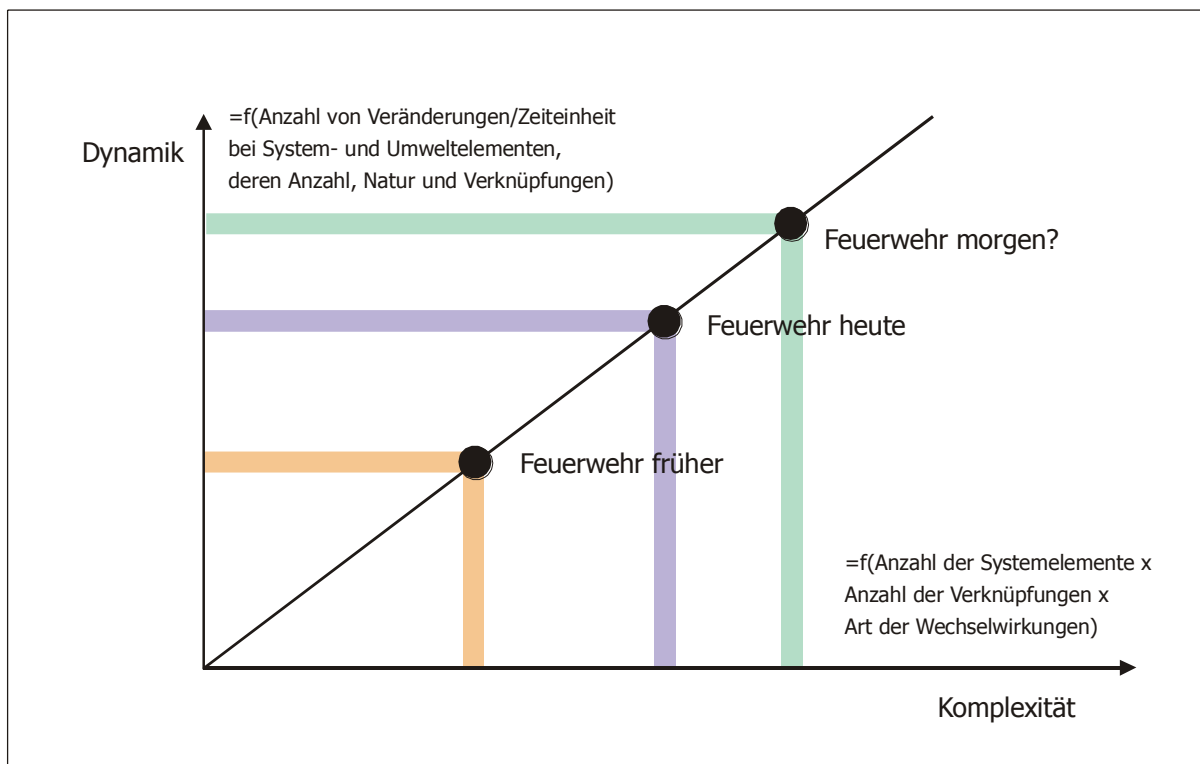 =f(Anzahl von Veränderungen/Zeiteinheit
bei System- und Umweltelementen,
deren Anzahl, Natur und Verknüpfungen)
Dynamik
Feuerwehr morgen?
Feuerwehr heute
Feuerwehr früher
=f(Anzahl der Systemelemente x
Anzahl der Verknüpfungen x
Art der Wechselwirkungen)
Komplexität